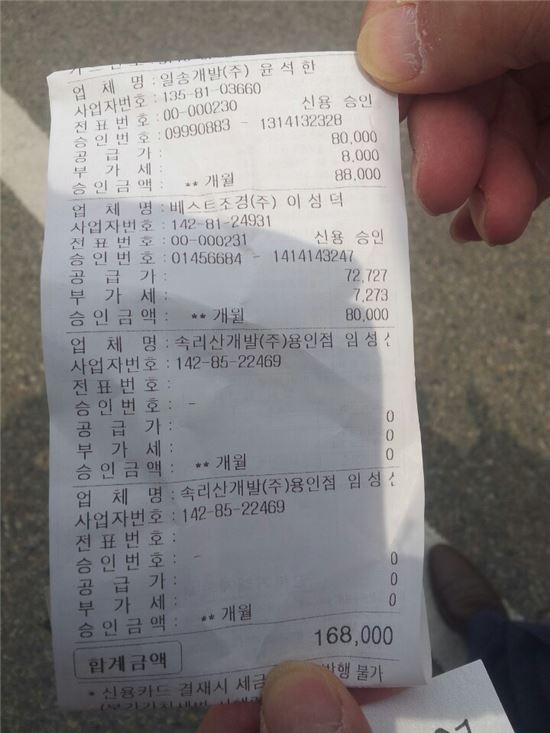 업 체 명 : 일송개발(주) 윤 석 한
사업자번호 : 135-81-03660
전 표 번 호 : 00-000230 신용 승인
승 인 번 호 : 09990883 - 1314132328
공 급 가 : 80,000
부 가 세 : 8,000
승 인 금 액 : ** 개월 88,000
업 체 명 : 베스트조경(주) 이 성 덕
사업자번호 : 142-81-24931
전 표 번 호 : 00-000231 신용 승인
승 인 번 호 : 01456684 - 1414143247
공 급 가 : 72,727
부 가 세 : 7,273
승 인 금 액 : ** 개월 80,000
업 체 명 : 속리산개발(주)용인점 임 성
사업자번호 : 142-85-22469
전 표 번 호 :
승 인 번 호 : -
공 급 가 : 0
부 가 세 : 0
승 인 금 액 : ** 개월 0
업 체 명 : 속리산개발(주)용인점 임 성
사업자번호 : 142-85-22469
전 표 번 호 :
승 인 번 호 : -
공 급 가 : 0
부 가 세 : 0
승 인 금 액 : ** 개월 0
합계금액 168,000
* 신용카드 결재시 세금 발행 불가